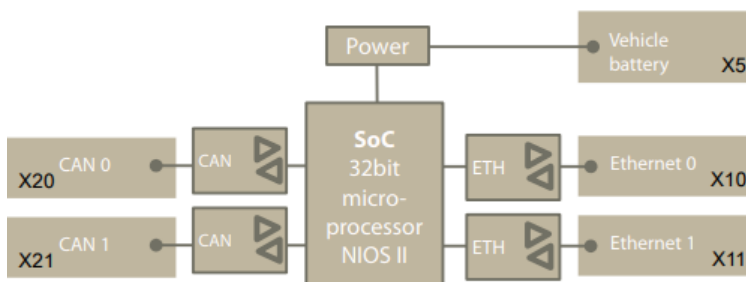 Power
Vehicle
battery
X5
SoC
32bit
micro-
processor
NIOS II
CAN 0
X20
CAN
ETH
Ethernet 0
X10
CAN 1
X21
CAN
ETH
Ethernet 1
X11